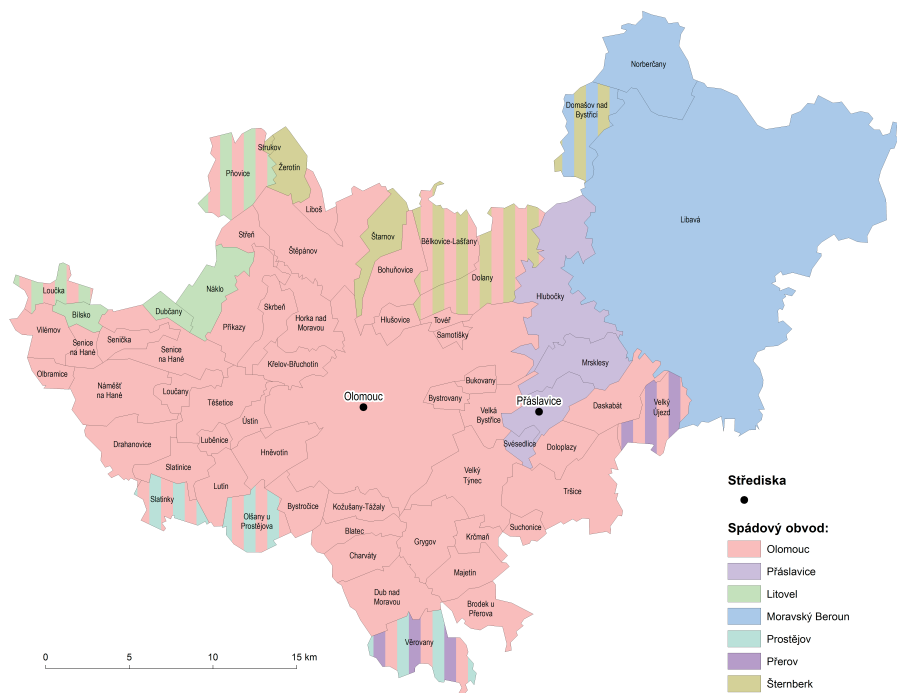 Norberčany
Domašov nad
Bystřicí
Strukov
Žerotín
Pňovice
Liboš
Libavá
Střeň
Štarnov
Bělkovice-Lašťany
Štěpánov
Bohuňovice
Dolany
Náklo
Loučka
Hlubočky
Skrbeň
Dubčany
Bílsko
Horka nad
Moravou
Hlušovice
Tovéř
Samotišky
Příkazy
Vilémov
Senička
Senice
na Hané
Senice
na Hané
Mrsklesy
Křelov-Břuchotín
Olbramice
Bukovany
Náměšť
na Hané
Loučany
Olomouc
Bystrovany
Přáslavice
Těšetice
Velká
Bystřice
Daskabát
Velký
Újezd
Ústín
Luběnice
Drahanovice
Svésedlice
Doloplazy
Hněvotín
Slatinice
Velký
Týnec
Lutín
Tršice
Slatinky
Olšany u
Prostějova
Bystročice
Kožušany-Tážaly
Suchonice
Blatec
Krčmaň
Grygov
Charváty
Majetín
Dub nad
Moravou
Brodek u
Přerova
Věrovany
0 5 10 15 km
Střediska
Spádový obvod:
Olomouc
Přáslavice
Litovel
Moravský Beroun
Prostějov
Přerov
Šternberk